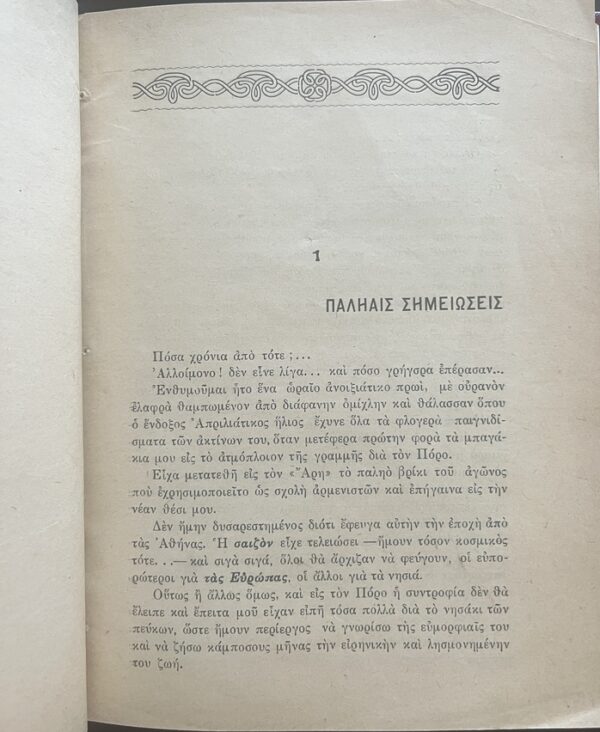 1
ΠΑΛΗΑΙΣ ΣΗΜΕΙΩΣΕΙΣ
Πόσα χρόνια ἀπὸ τότε ;...
Ἀλλοίμονο! δὲν εἶνε λίγα... καὶ πόσο γρήγορα ἐπέρασαν...
Ἐνθυμοῦμαι ἦτο ἕνα ὡραῖο ἀνοιξιάτικο πρωΐ, μὲ οὐρανὸν
ἐλαφρὰ θαμπωμένον ἀπὸ διάφανην ὁμίχλην καὶ θάλασσαν ὅπου
ὁ ἔνδοξος Ἀπριλιάτικος ἥλιος ἔχυνε ὅλα τὰ φλογερὰ παιγνιδί-
σματα τῶν ἀκτίνων του, ὅταν μετέφερα πρώτην φορὰ τὰ μπαγά-
κια μου εἰς τὸ ἀτμόπλοιον τῆς γραμμῆς διὰ τὸν Πόρο.
Εἶχα μετατεθῆ εἰς τὸν «Ἄρη» τὸ παληὸ βρίκι τοῦ ἀγῶνος
ποὺ ἐχρησιμοποιεῖτο ὡς σχολὴ ἀρμενιστῶν καὶ ἐπήγαινα εἰς τὴν
νέαν θέσι μου.
Δὲν ἤμην δυσαρεστημένος διότι ἔφευγα αὐτὴν τὴν ἐποχὴ ἀπὸ
τὰς Ἀθήνας. Ἡ σαιζὸν εἶχε τελειώσει —ἤμουν τόσον κοσμικὸς
τότε...— καὶ σιγὰ σιγά, ὅλοι θὰ ἄρχιζαν νὰ φεύγουν, οἱ εὐπο-
ρώτεροι γιὰ τὰς Εὐρώπας, οἱ ἄλλοι γιὰ τὰ νησιά.
Οὕτως ἢ ἄλλως ὅμως, καὶ εἰς τὸν Πόρο ἡ συντροφία δὲν θὰ
ἔλειπε καὶ ἔπειτα μοῦ εἶχαν εἰπῆ τόσα πολλὰ διὰ τὸ νησάκι τῶν
πεύκων, ὥστε ἤμουν περίεργος νὰ γνωρίσω τῆς εὐμορφιαῖς του
καὶ νὰ ζήσω κάμποσους μῆνας τὴν εἰρηνικὴν καὶ λησμονημένην
του ζωή.